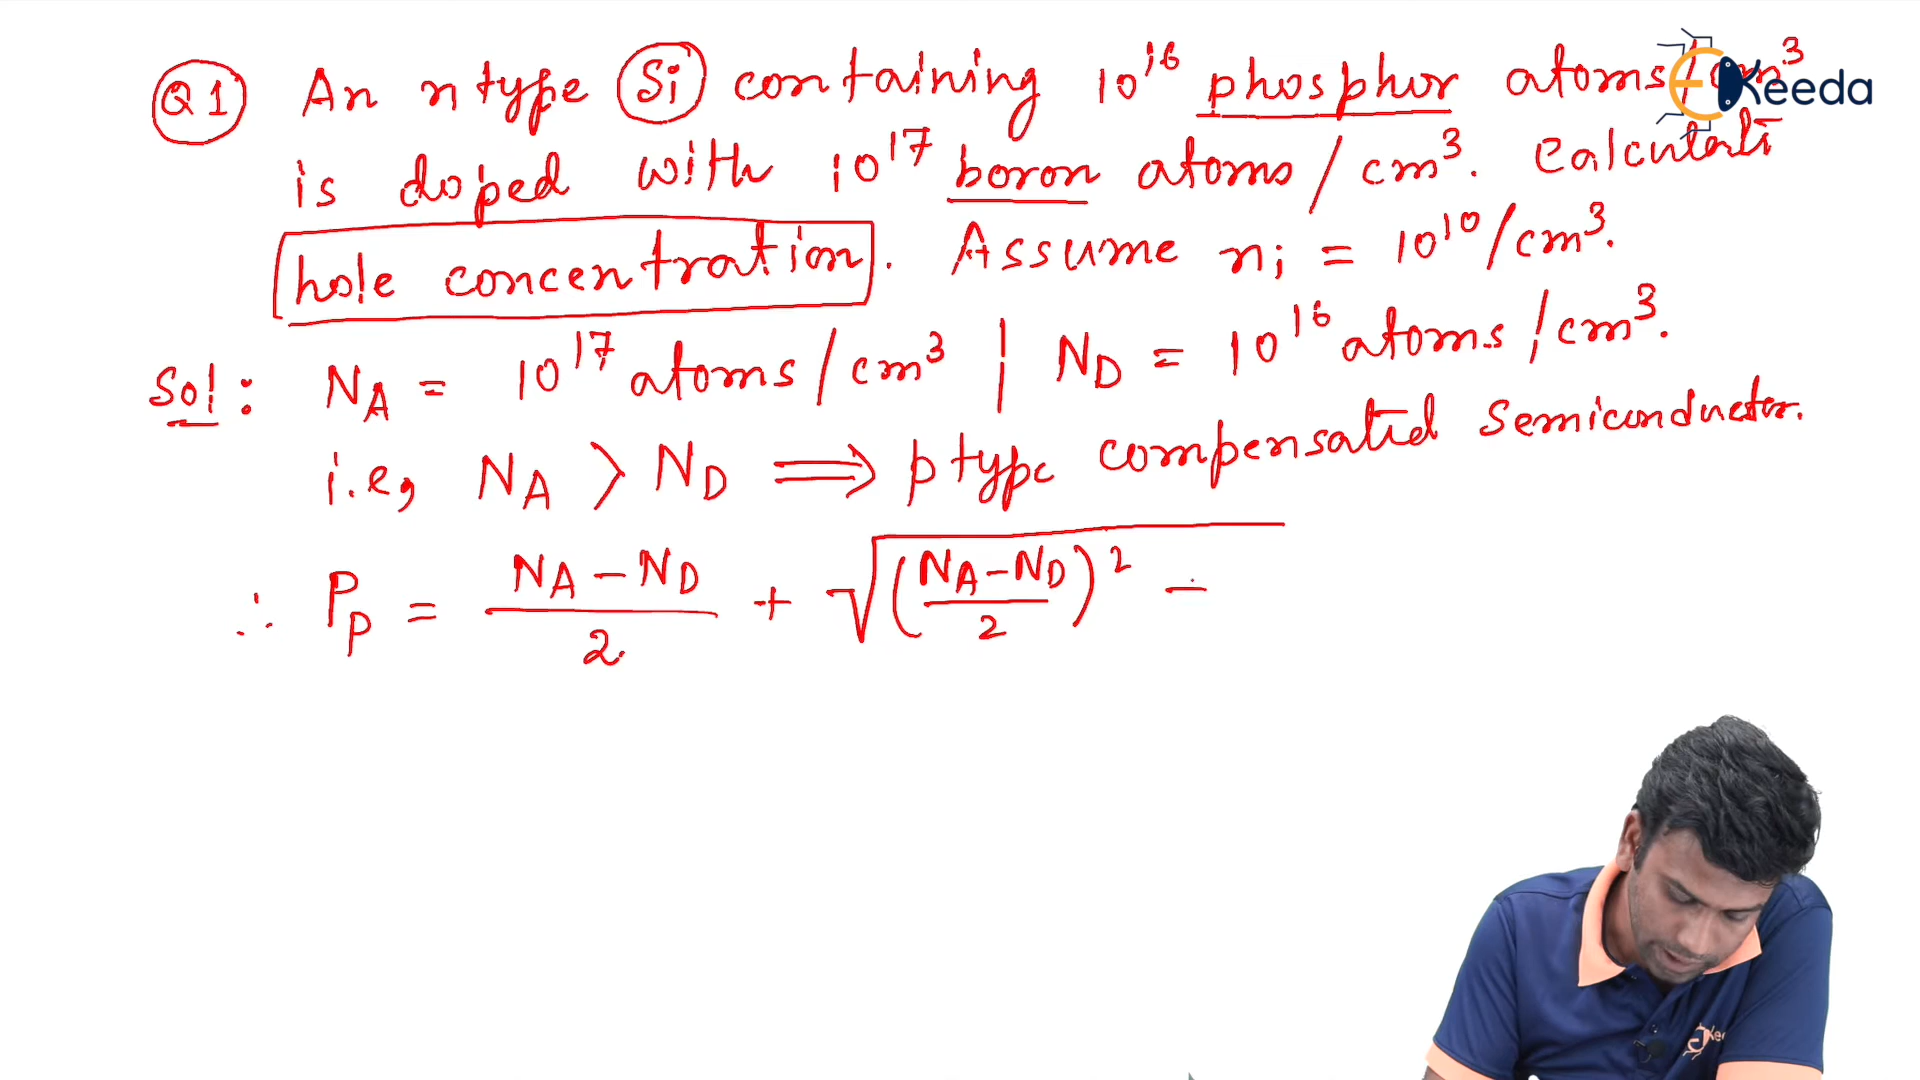 Q1 An n type Si containing 10^16 phosphor atoms/cm^3
is doped with 10^17 boron atoms/cm^3. Calculate
hole concentration. Assume ni = 10^10/cm^3.
Sol: NA = 10^17 atoms/cm^3 | ND = 10^16 atoms/cm^3.
i.e, NA > ND ⟹ p type compensated semiconductor.
∴ Pp = (NA - ND)/2 + √((NA-ND)/2)^2 -
Keeda